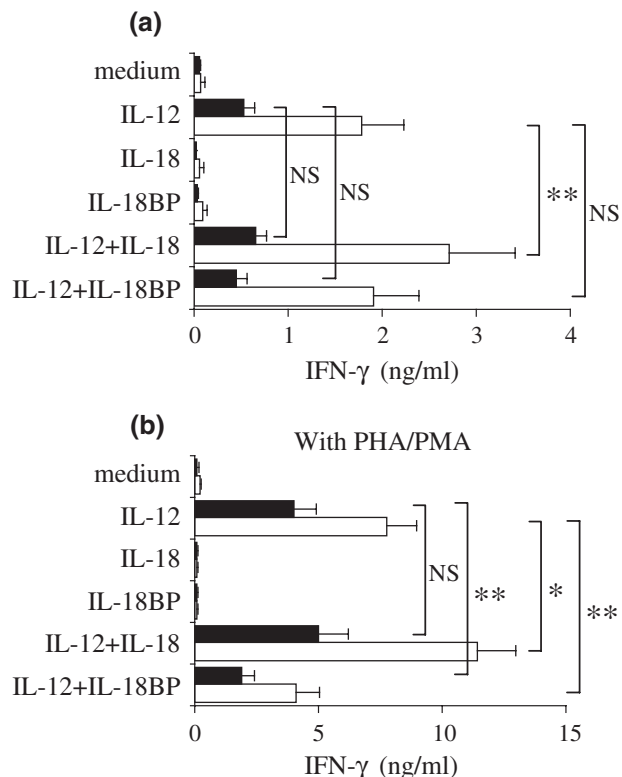 (a)
medium
IL-12
IL-18
IL-18BP
IL-12+IL-18
IL-12+IL-18BP
NS
NS
**
NS
0 1 2 3 4
IFN-γ (ng/ml)
(b)
With PHA/PMA
medium
IL-12
IL-18
IL-18BP
IL-12+IL-18
IL-12+IL-18BP
NS
**
*
**
0 5 10 15
IFN-γ (ng/ml)